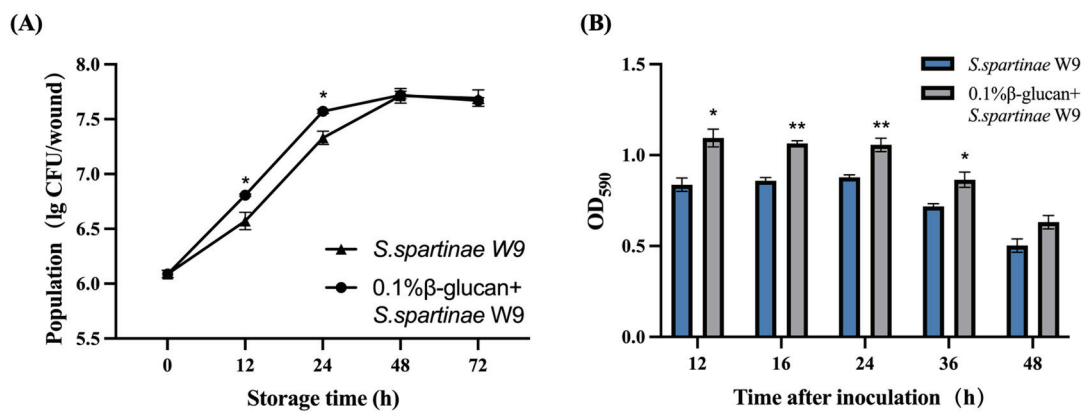 (A)
Population (lg CFU/wound)
8.0
7.5
7.0
6.5
6.0
5.5
*
*
S.spartinae W9
0.1%β-glucan+
S.spartinae W9
0
12
24
48
72
Storage time (h)
(B)
OD590
1.5
1.0
0.5
0.0
S.spartinae W9
0.1%β-glucan+
S.spartinae W9
*
**
**
*
12
16
24
36
48
Time after inoculation (h)